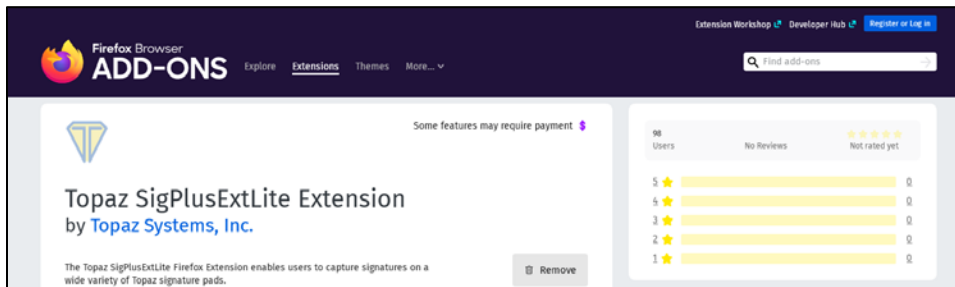 Extension Workshop Developer Hub Register or Log in
Firefox Browser
ADD-ONS
Explore Extensions Themes More...
Find add-ons
Some features may require payment $
Topaz SigPlusExtLite Extension
by Topaz Systems, Inc.
The Topaz SigPlusExtLite Firefox Extension enables users to capture signatures on a
wide variety of Topaz signature pads.
Remove
98
Users No Reviews Not rated yet
5 0
4 0
3 0
2 0
1 0